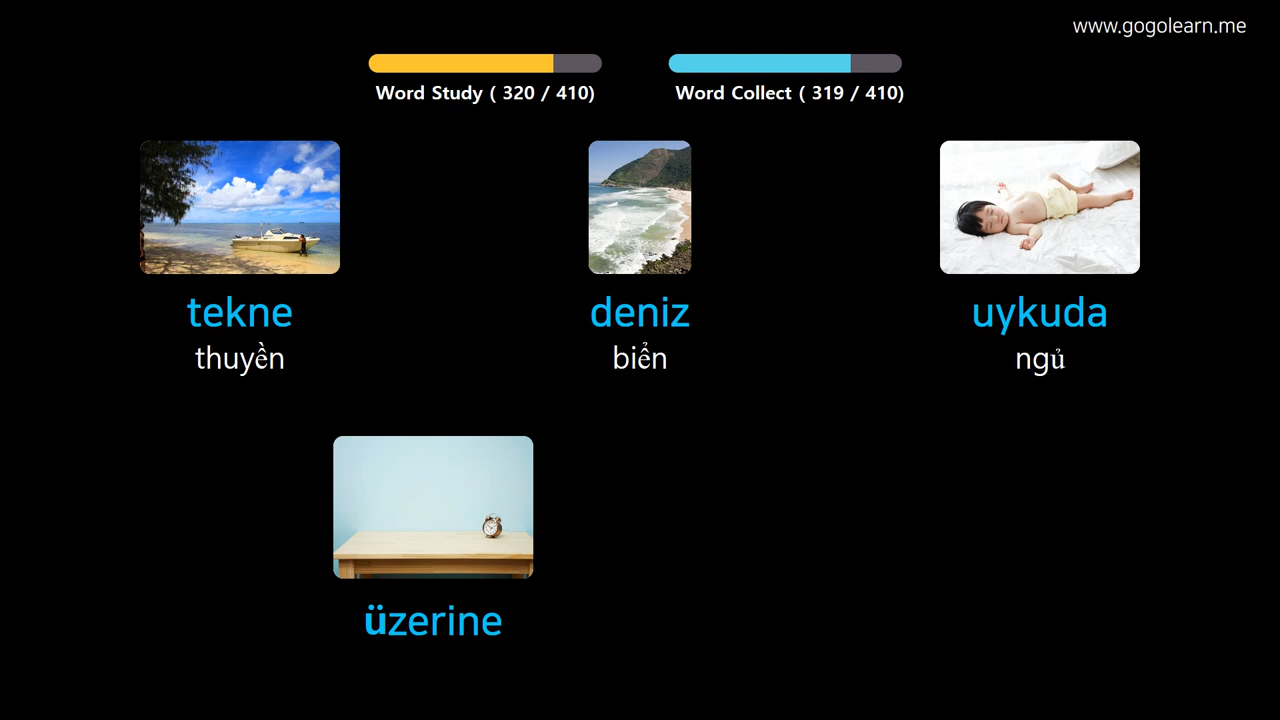 www.gogolearn.me
Word Study ( 320 / 410)
Word Collect ( 319 / 410)
tekne
deniz
uykuda
thuyền
biển
ngủ
üzerine